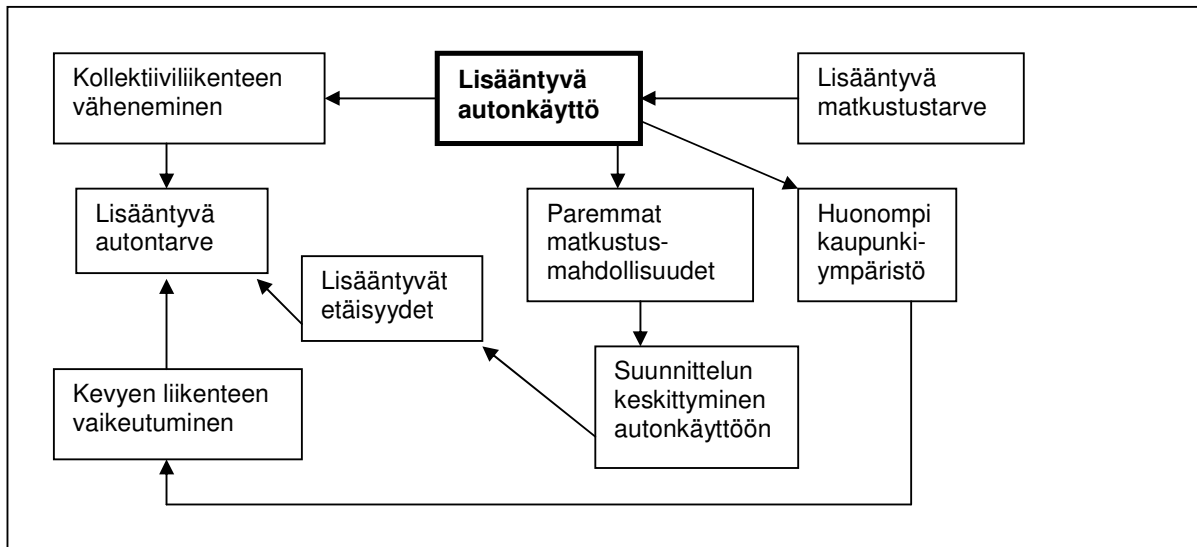 Kollektiiviliikenteen
väheneminen
Lisääntyvä
autonkäyttö
Lisääntyvä
matkustustarve
Lisääntyvä
autontarve
Paremmat
matkustus-
mahdollisuudet
Huonompi
kaupunki-
ympäristö
Lisääntyvät
etäisyydet
Kevyen liikenteen
vaikeutuminen
Suunnittelun
keskittyminen
autonkäyttöön